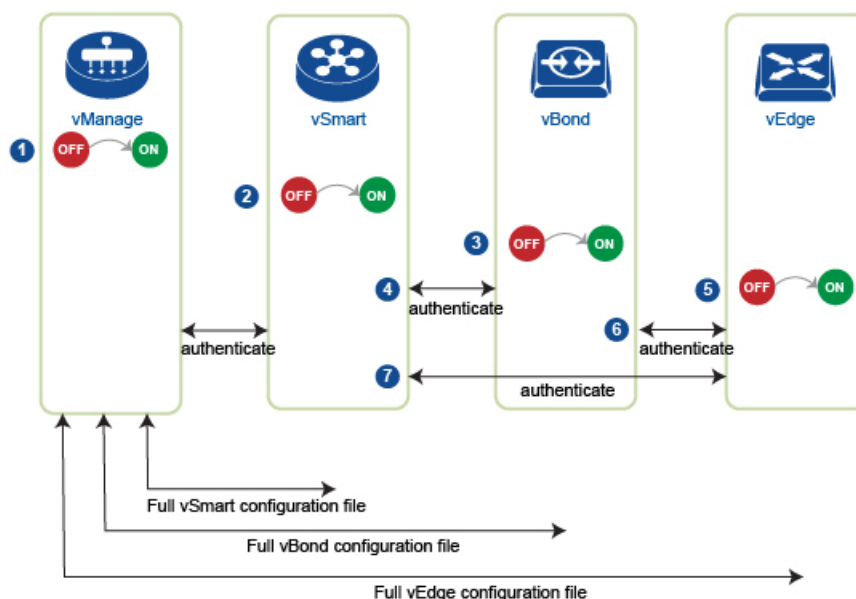 vManage
vSmart
vBond
vEdge
1
OFF
ON
2
OFF
ON
3
OFF
ON
4
authenticate
5
OFF
ON
authenticate
6
authenticate
7
authenticate
Full vSmart configuration file
Full vBond configuration file
Full vEdge configuration file